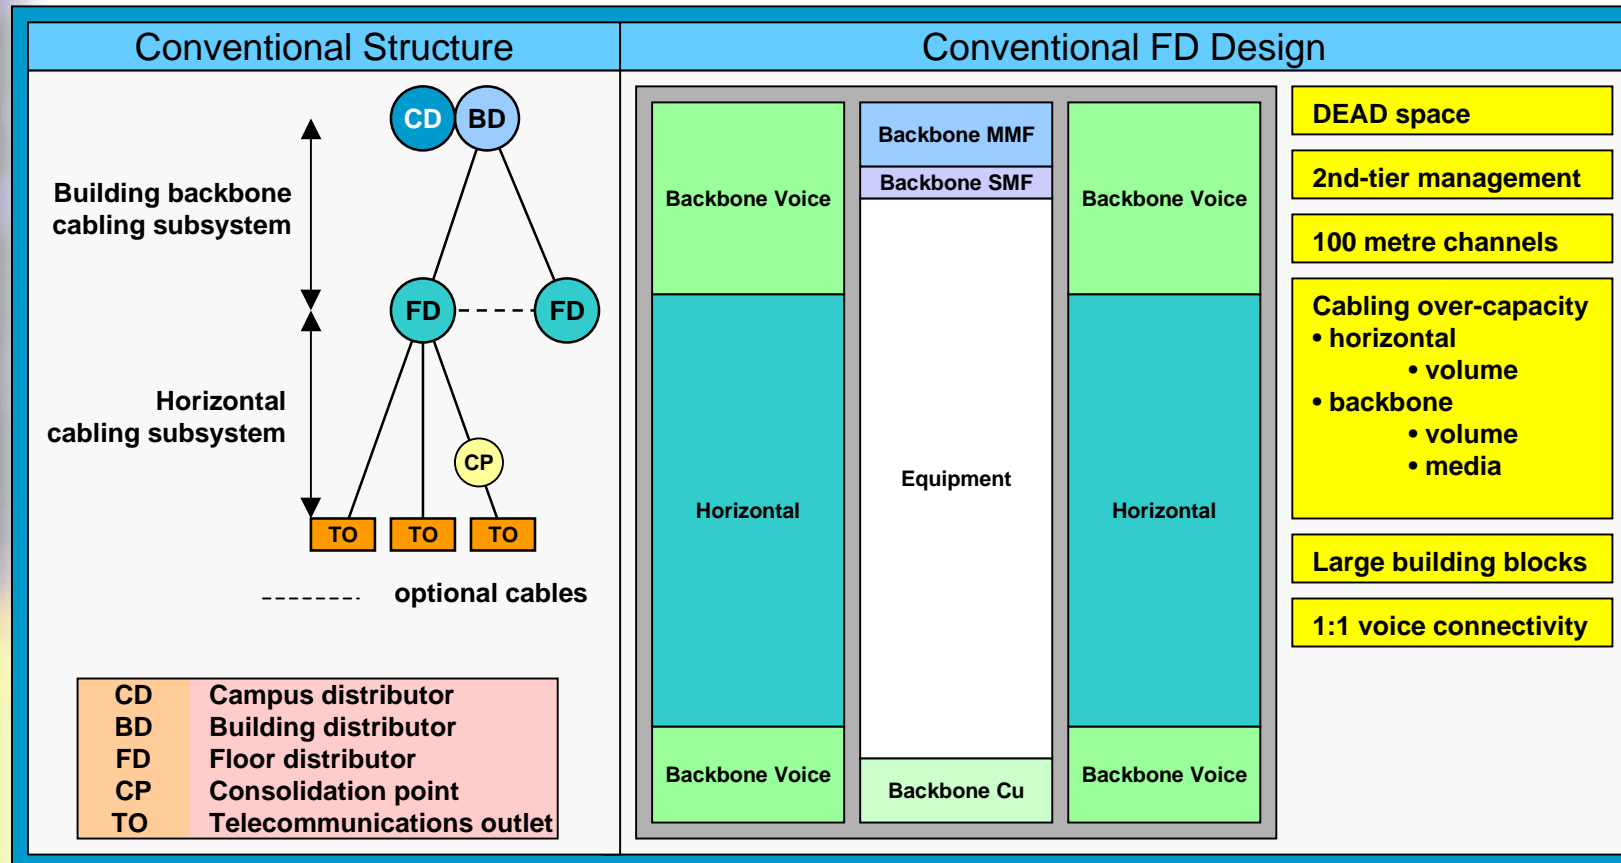 Conventional Structure
Conventional FD Design
CD
BD
Building backbone
cabling subsystem
FD
FD
Horizontal
cabling subsystem
CP
TO
TO
TO
optional cables
CD Campus distributor
BD Building distributor
FD Floor distributor
CP Consolidation point
TO Telecommunications outlet
Backbone Voice
Horizontal
Backbone Voice
Backbone MMF
Backbone SMF
Equipment
Backbone Cu
Backbone Voice
Horizontal
Backbone Voice
DEAD space
2nd-tier management
100 metre channels
Cabling over-capacity
• horizontal
• volume
• backbone
• volume
• media
Large building blocks
1:1 voice connectivity